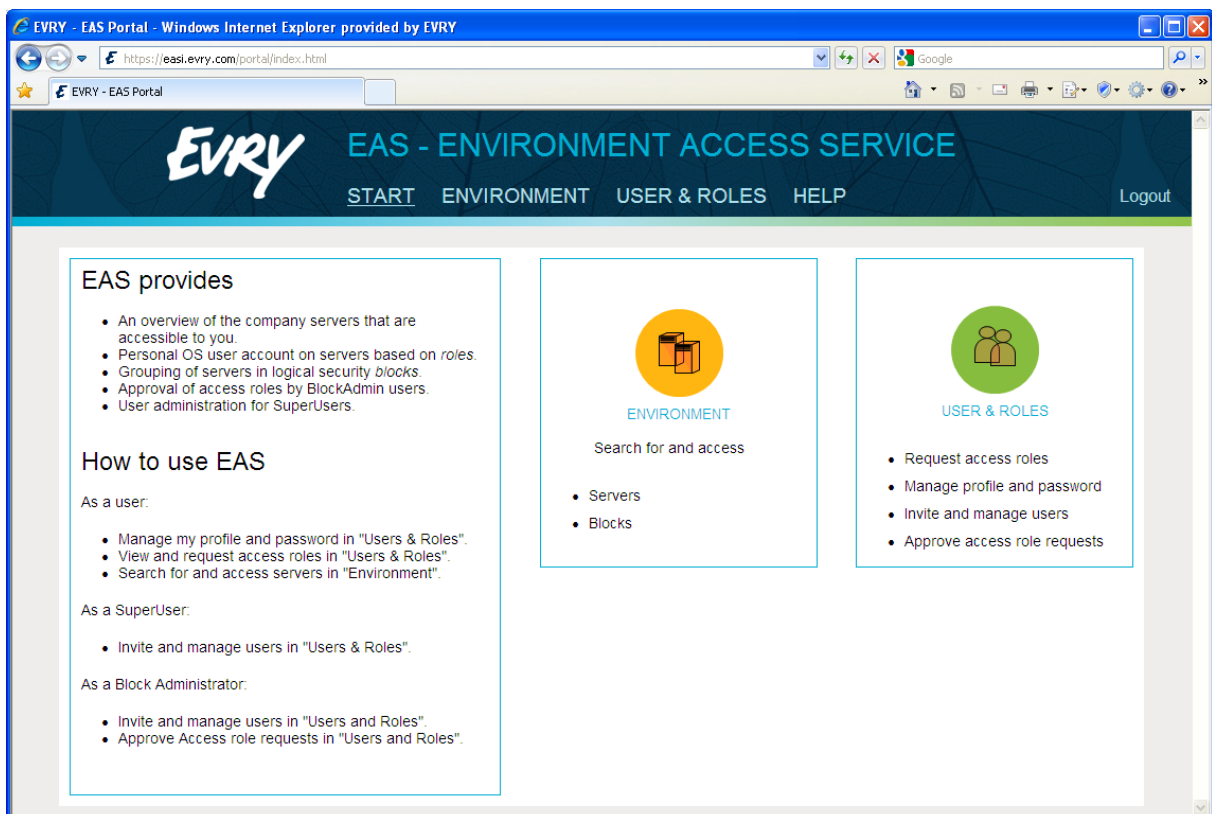 EVRY - EAS Portal - Windows Internet Explorer provided by EVRY
https://easi.evry.com/portal/index.html
Google
EVRY - EAS Portal
EVRY
EAS - ENVIRONMENT ACCESS SERVICE
START ENVIRONMENT USER & ROLES HELP
Logout
EAS provides
An overview of the company servers that are
accessible to you.
Personal OS user account on servers based on roles.
Grouping of servers in logical security blocks.
Approval of access roles by BlockAdmin users.
User administration for SuperUsers.
How to use EAS
As a user:
Manage my profile and password in "Users & Roles".
View and request access roles in "Users & Roles".
Search for and access servers in "Environment".
As a SuperUser:
Invite and manage users in "Users & Roles".
As a Block Administrator:
Invite and manage users in "Users and Roles".
Approve Access role requests in "Users and Roles".
ENVIRONMENT
Search for and access
Servers
Blocks
USER & ROLES
Request access roles
Manage profile and password
Invite and manage users
Approve access role requests